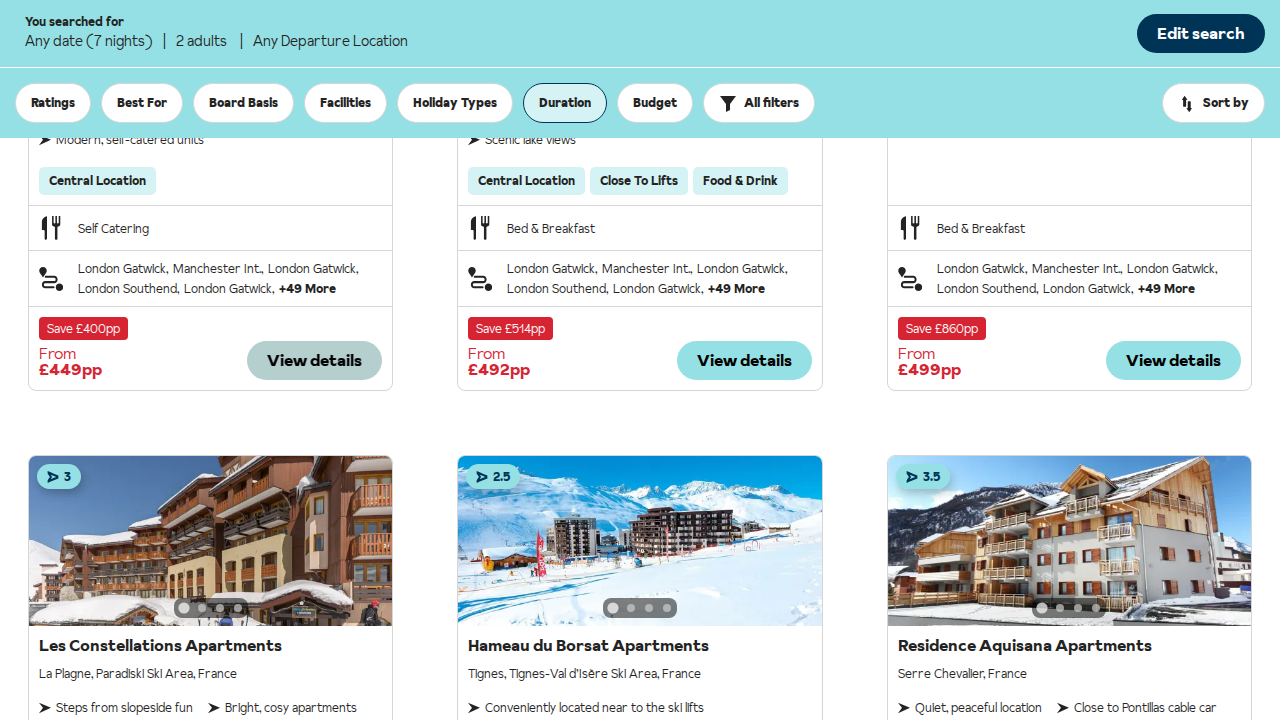 You searched for
Any date (7 nights) | 2 adults | Any Departure Location
Edit search
Ratings
Best For
Board Basis
Facilities
Holiday Types
Duration
Budget
All filters
Sort by
Modern, self-catered units
Central Location
Self Catering
London Gatwick, Manchester Int., London Gatwick,
London Southend, London Gatwick, +49 More
Save £400pp
From
£449pp
View details
Scenic lake views
Central Location
Close To Lifts
Food & Drink
Bed & Breakfast
London Gatwick, Manchester Int., London Gatwick,
London Southend, London Gatwick, +49 More
Save £514pp
From
£492pp
View details
Bed & Breakfast
London Gatwick, Manchester Int., London Gatwick,
London Southend, London Gatwick, +49 More
Save £860pp
From
£499pp
View details
3
Les Constellations Apartments
La Plagne, Paradiski Ski Area, France
Steps from slopeside fun
Bright, cosy apartments
2.5
Hameau du Borsat Apartments
Tignes, Tignes-Val d'Isère Ski Area, France
Conveniently located near to the ski lifts
3.5
Residence Aquisana Apartments
Serre Chevalier, France
Quiet, peaceful location
Close to Pontillas cable car